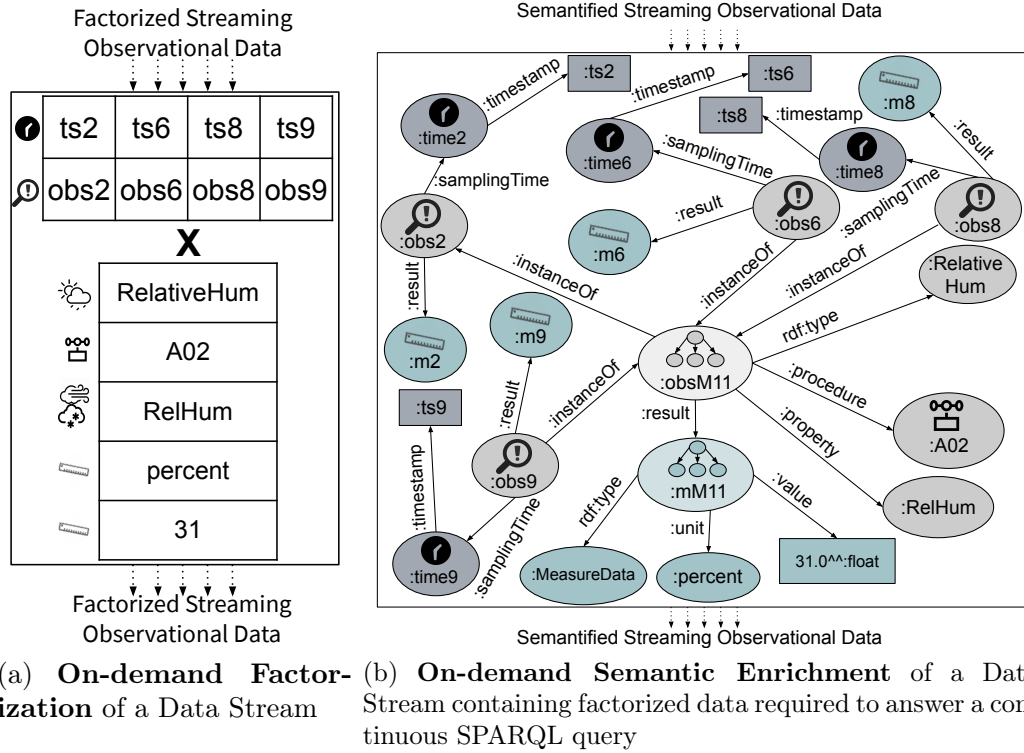 Factorized Streaming
Observational Data
ts2 ts6 ts8 ts9
obs2 obs6 obs8 obs9
X
RelativeHum
A02
RelHum
percent
31
Factorized Streaming
Observational Data
(a) On-demand Factor-
ization of a Data Stream
Semantified Streaming Observational Data
:ts2
:timestamp
:time2
:samplingTime
:obs2
:result
:m2
:timestamp
:ts6
:time6
:samplingTime
:obs6
:result
:m6
:instanceOf
:ts8
:timestamp
:time8
:samplingTime
:m8
:result
:obs8
:instanceOf
:instanceOf
:m9
:result
:obs9
:instanceOf
:ts9
:timestamp
:time9
:samplingTime
:obsM11
:result
rdf:type
:Relative
Hum
:procedure
:A02
:property
:RelHum
:mM11
rdf:type
:MeasureData
:unit
:percent
:value
31.0^^:float
Semantified Streaming Observational Data
(b) On-demand Semantic Enrichment of a Dat
Stream containing factorized data required to answer a con
tinuous SPARQL query